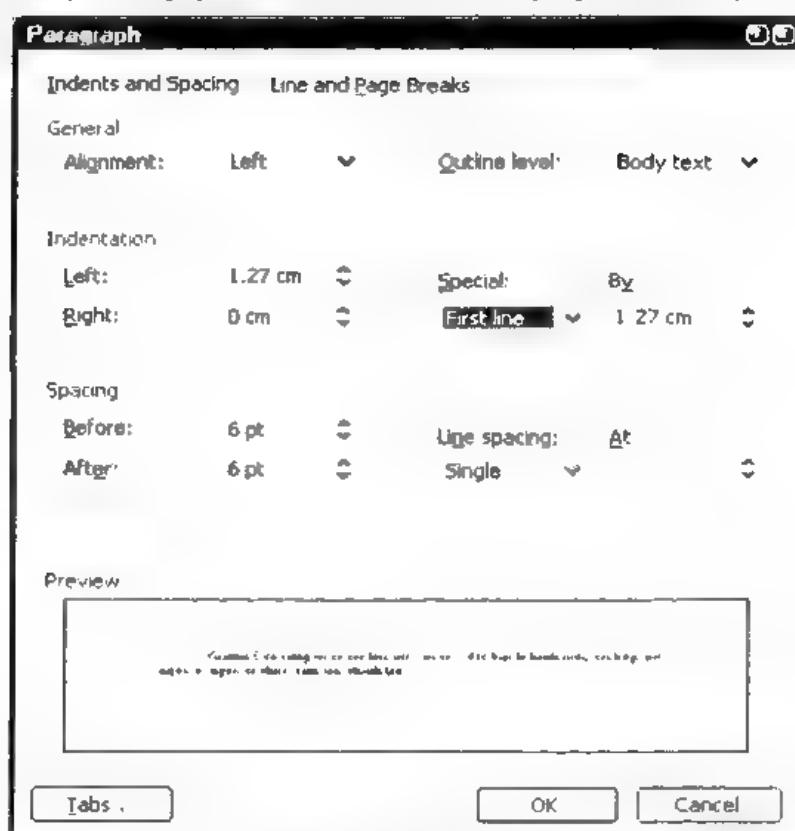 Paragraph
Indents and Spacing Line and Page Breaks
General
Alignment: Left Outline level: Body text
Indentation
Left: 1.27 cm Special: By
Right: 0 cm First line 1.27 cm
Spacing
Before: 6 pt Line spacing: At
After: 6 pt Single
Preview
Tabs . OK Cancel